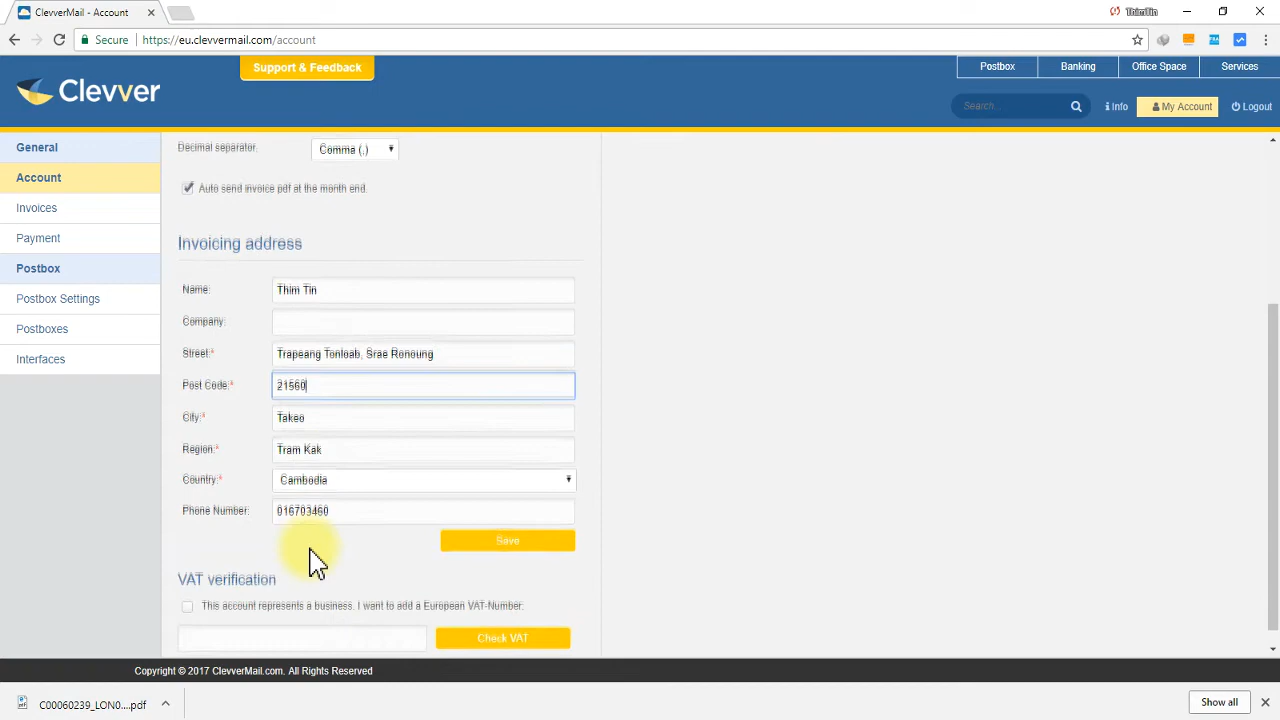 ClevverMail - Account
ThimTin
Secure
https://eu.clevvermail.com/account
Support & Feedback
Postbox
Banking
Office Space
Services
Clevver
Search...
Info
My Account
Logout
General
Account
Invoices
Payment
Postbox
Postbox Settings
Postboxes
Interfaces
Decimal separator:
Comma (,)
Auto send invoice pdf at the month end.
Invoicing address
Name:
Thim Tin
Company:
Street:*
Trapeang Tonloab, Srae Ronoung
Post Code:*
21560
City:*
Takeo
Region:*
Tram Kak
Country:*
Cambodia
Phone Number:
016703460
Save
VAT verification
This account represents a business. I want to add a European VAT-Number:
Check VAT
Copyright © 2017 ClevverMail.com. All Rights Reserved
C00060239_LON0....pdf
Show all